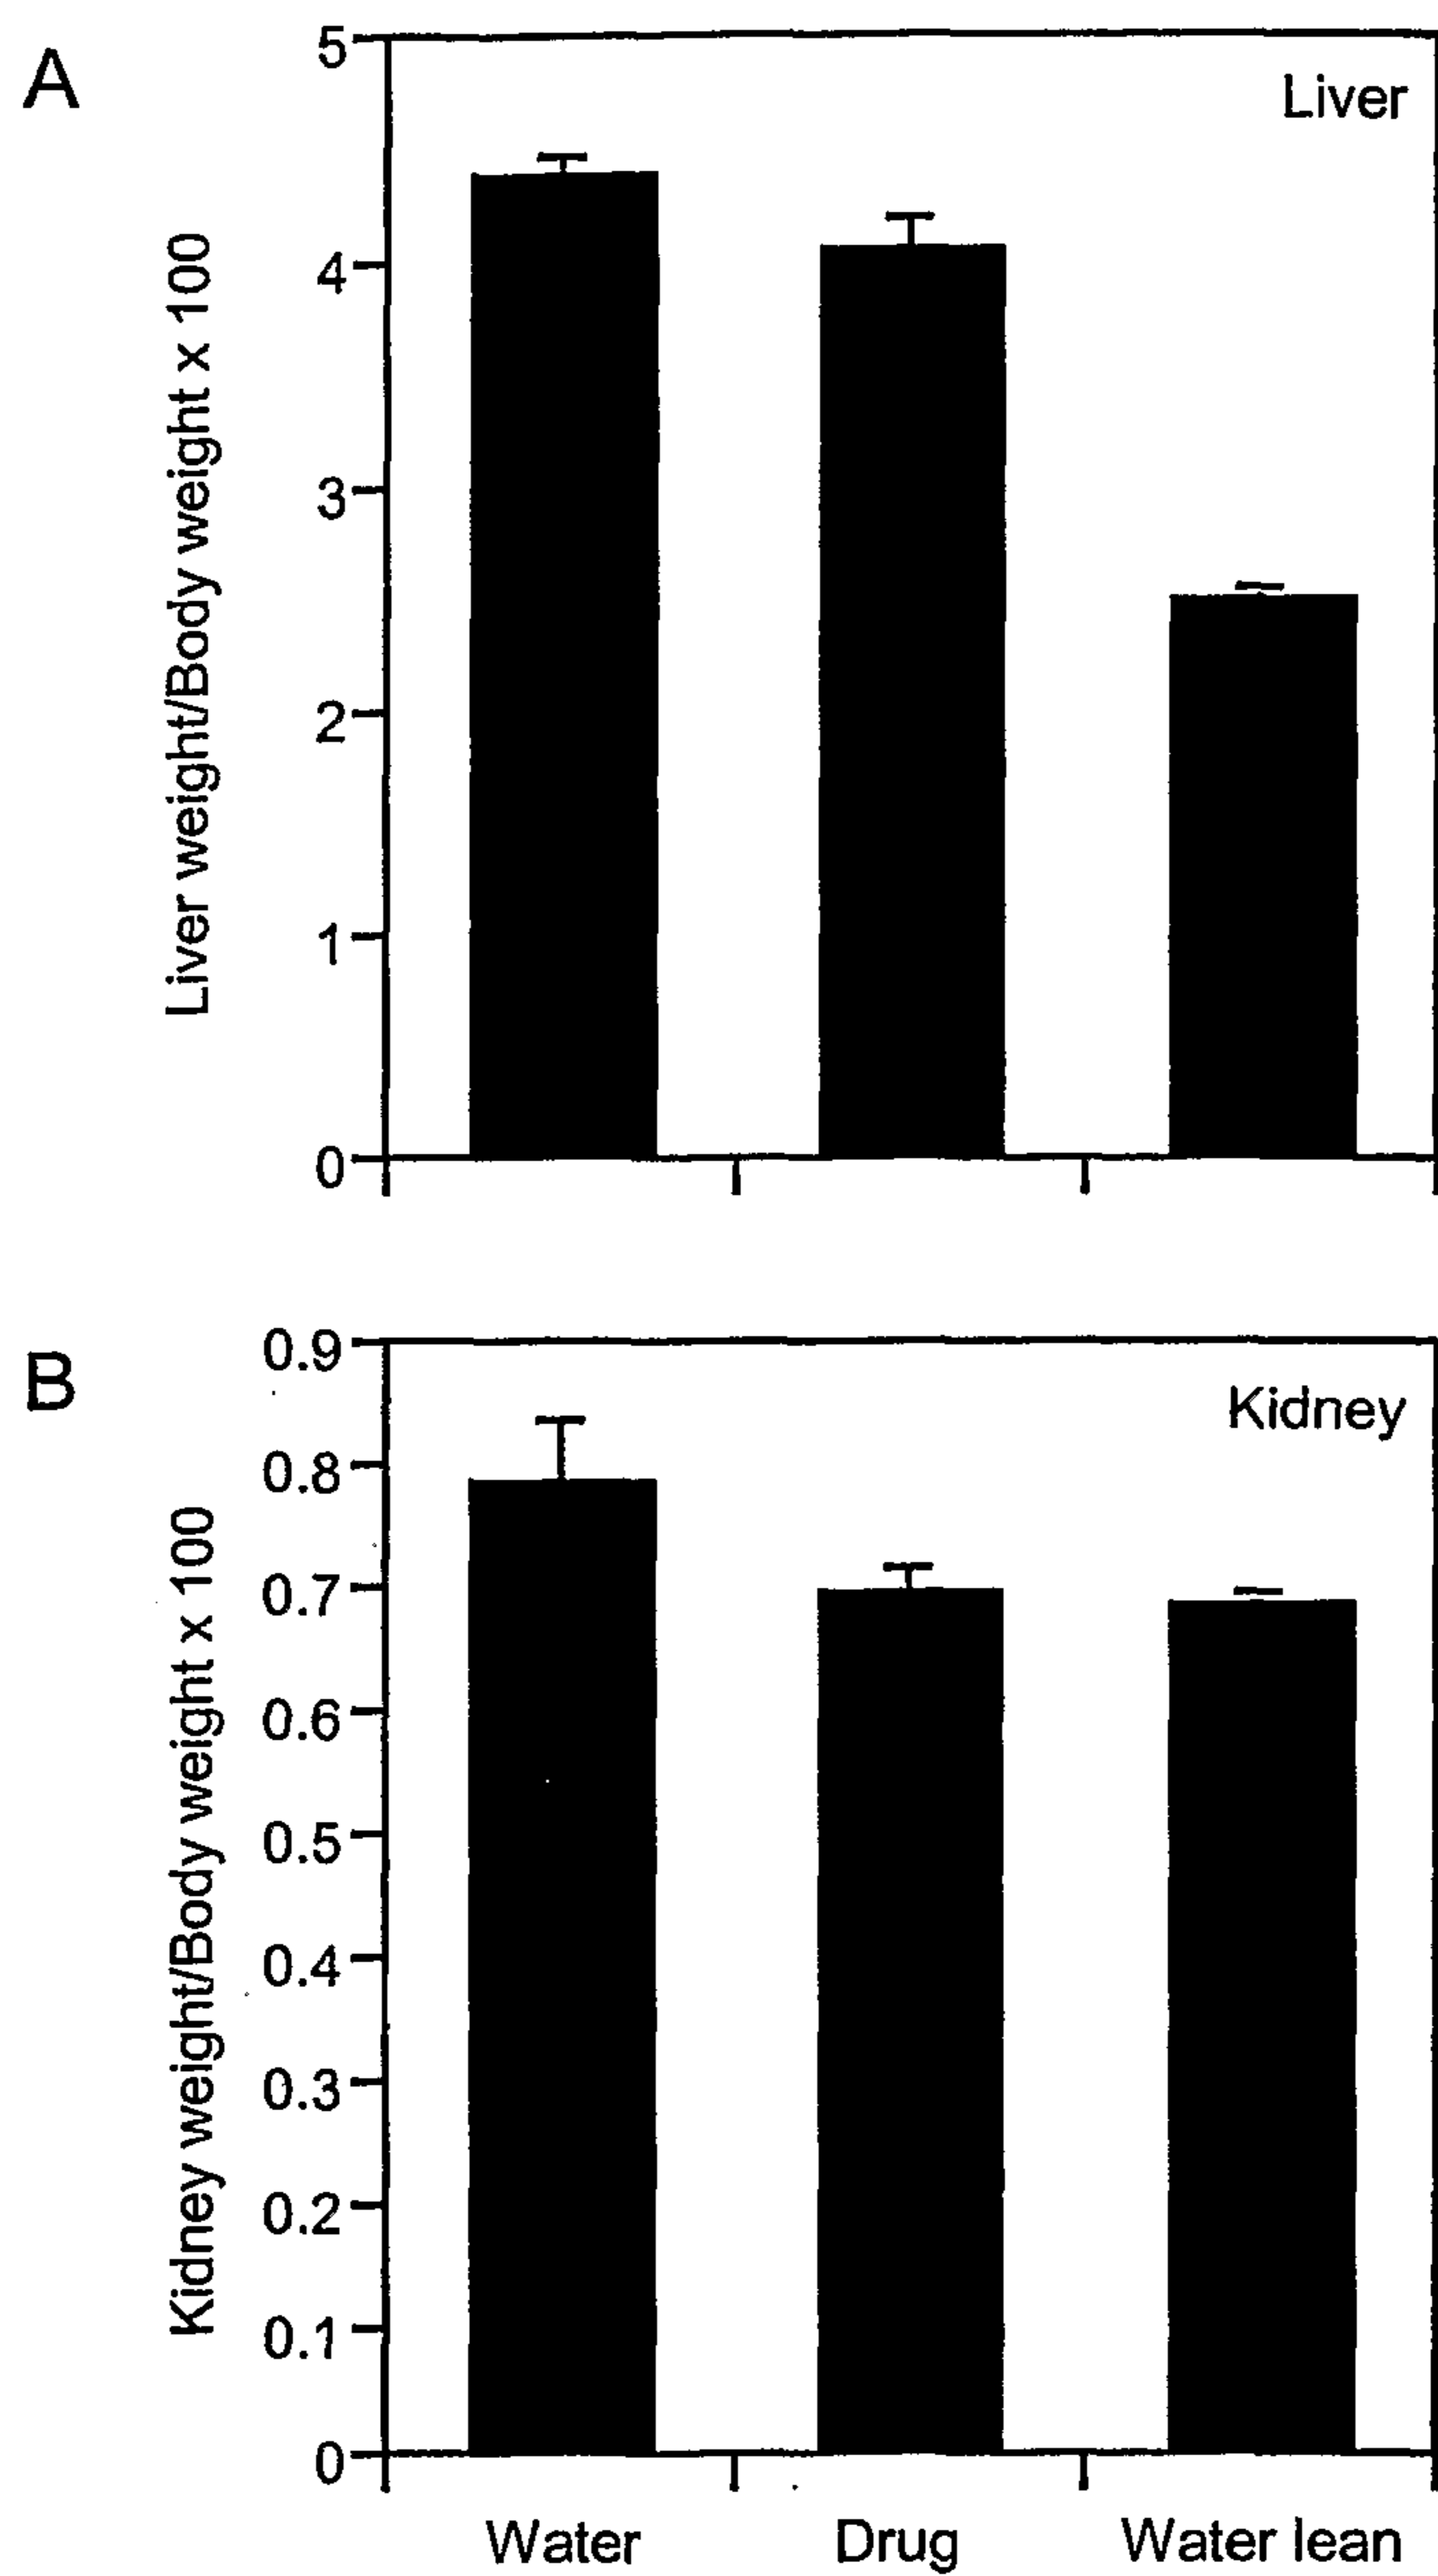 A
Liver
Liver weight/Body weight x 100
5
4
3
2
1
0
B
Kidney
Kidney weight/Body weight x 100
0.9
0.8
0.7
0.6
0.5
0.4
0.3
0.2
0.1
0
Water Drug Water lean